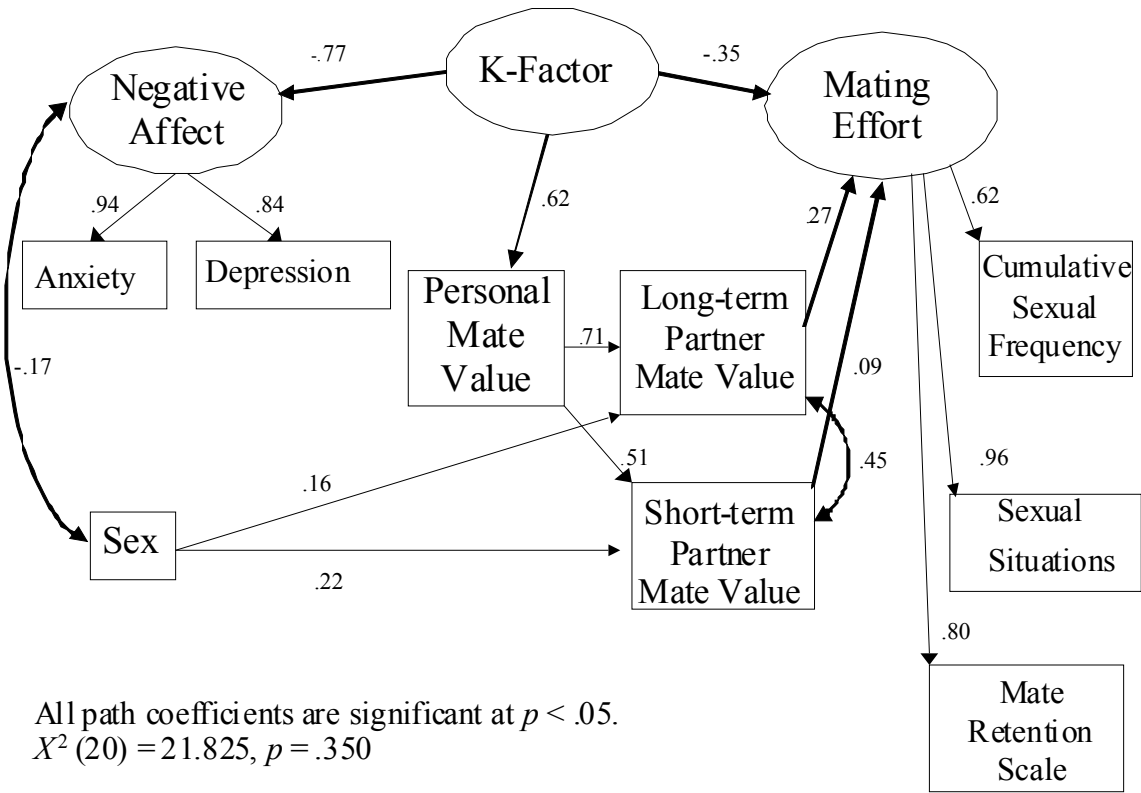 -.77
K-Factor
-.35
Negative
Affect
Mating
Effort
.94
.84
.62
.27
.62
Anxiety
Depression
Personal
Mate
Value
Long-term
Partner
Mate Value
Cumulative
Sexual
Frequency
.71
.09
-.17
.51
.45
.16
.96
Sex
Short-term
Partner
Mate Value
Sexual
Situations
.22
.80
Mate
Retention
Scale
All path coefficients are significant at p < .05.
X² (20) = 21.825, p = .350